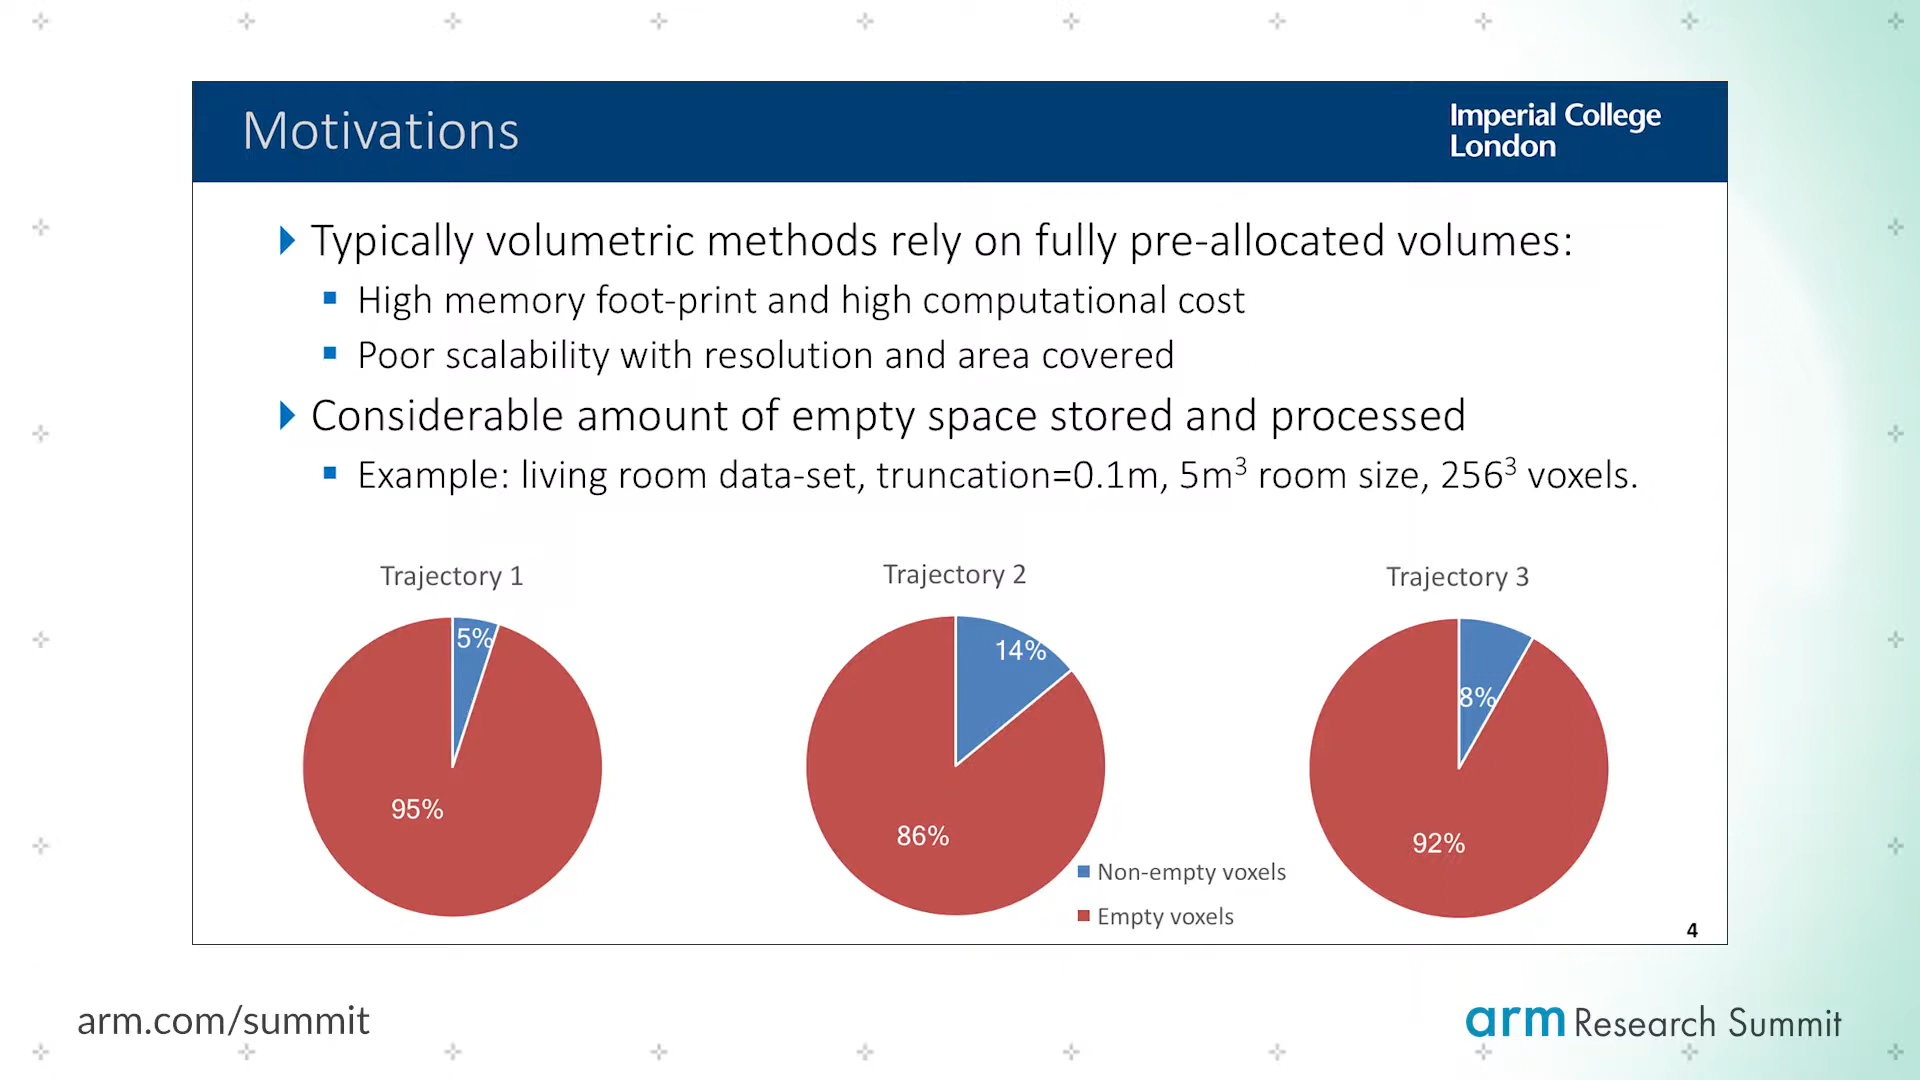 Motivations
Imperial College
London
Typically volumetric methods rely on fully pre-allocated volumes:
High memory foot-print and high computational cost
Poor scalability with resolution and area covered
Considerable amount of empty space stored and processed
Example: living room data-set, truncation=0.1m, 5m³ room size, 256³ voxels.
Trajectory 1
Trajectory 2
Trajectory 3
5%
95%
14%
86%
8%
92%
Non-empty voxels
Empty voxels
4
arm.com/summit
arm Research Summit